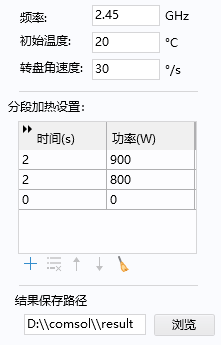 频率: 2.45 GHz
初始温度: 20 °C
转盘角速度: 30 °/s
分段加热设置:
时间(s) 功率(W)
2 900
2 800
0 0
结果保存路径
D:\\comsol\\result 浏览